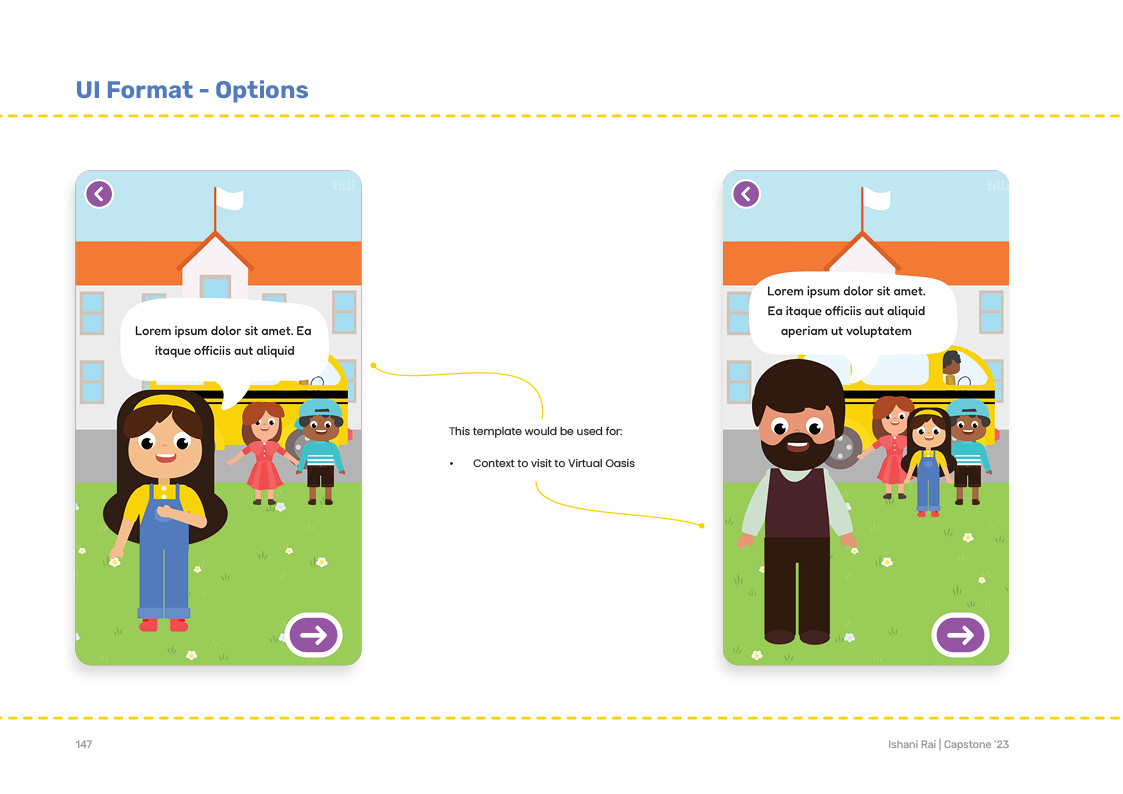 UI Format - Options
tilli
Lorem ipsum dolor sit amet. Ea
itaque officiis aut aliquid
This template would be used for:
• Context to visit to Virtual Oasis
tilli
Lorem ipsum dolor sit amet.
Ea itaque officiis aut aliquid
aperiam ut voluptatem
147
Ishani Rai | Capstone '23